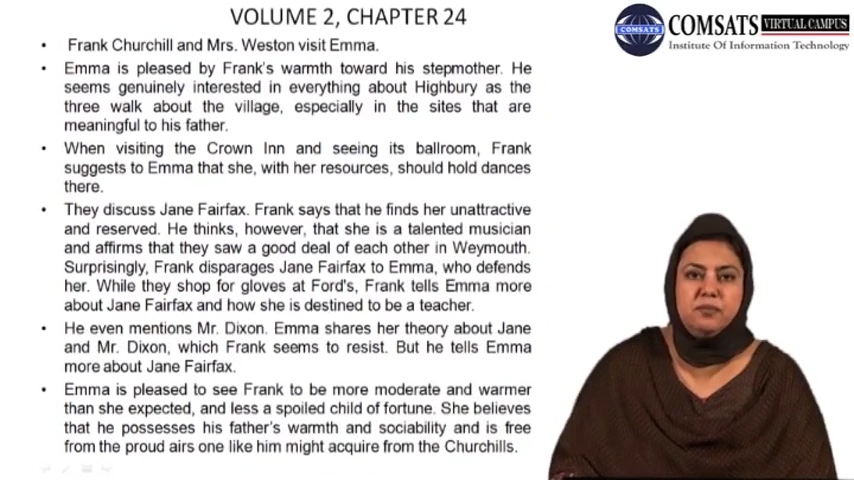 VOLUME 2, CHAPTER 24
COMSATS VIRTUAL CAMPUS
COMSATS
Institute Of Information Technology
• Frank Churchill and Mrs. Weston visit Emma.
• Emma is pleased by Frank's warmth toward his stepmother. He
seems genuinely interested in everything about Highbury as the
three walk about the village, especially in the sites that are
meaningful to his father.
• When visiting the Crown Inn and seeing its ballroom, Frank
suggests to Emma that she, with her resources, should hold dances
there.
• They discuss Jane Fairfax. Frank says that he finds her unattractive
and reserved. He thinks, however, that she is a talented musician
and affirms that they saw a good deal of each other in Weymouth.
Surprisingly, Frank disparages Jane Fairfax to Emma, who defends
her. While they shop for gloves at Ford's, Frank tells Emma more
about Jane Fairfax and how she is destined to be a teacher.
• He even mentions Mr. Dixon. Emma shares her theory about Jane
and Mr. Dixon, which Frank seems to resist. But he tells Emma
more about Jane Fairfax.
• Emma is pleased to see Frank to be more moderate and warmer
than she expected, and less a spoiled child of fortune. She believes
that he possesses his father's warmth and sociability and is free
from the proud airs one like him might acquire from the Churchills.